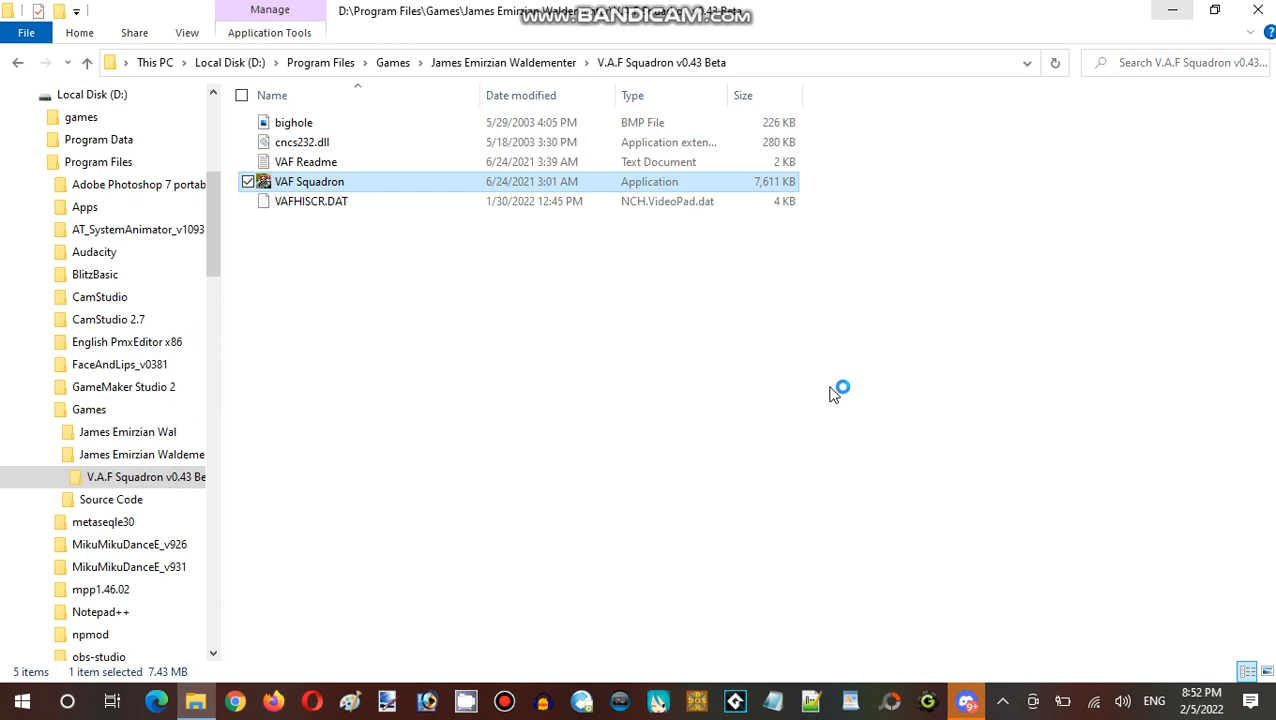 Manage
D:\Program Files\Games\James Emirzian
www.BANDICAM.com
File Home Share View Application Tools
This PC Local Disk (D:) Program Files Games James Emirzian Waldementer V.A.F Squadron v0.43 Beta
Search V.A.F Squadron v0.43...
Name Date modified Type Size
bighole 5/29/2003 4:05 PM BMP File 226 KB
cncs232.dll 5/18/2003 3:30 PM Application exten... 280 KB
VAF Readme 6/24/2021 3:39 AM Text Document 2 KB
VAF Squadron 6/24/2021 3:01 AM Application 7,611 KB
VAFHISCR.DAT 1/30/2022 12:45 PM NCH.VideoPad.dat 4 KB
Local Disk (D:)
games
Program Data
Program Files
Adobe Photoshop 7 portab
Apps
AT_SystemAnimator_v1093
Audacity
BlitzBasic
CamStudio
CamStudio 2.7
English PmxEditor x86
FaceAndLips_v0381
GameMaker Studio 2
Games
James Emirzian Wal
James Emirzian Waldeme
V.A.F Squadron v0.43 Be
Source Code
metaseqle30
MikuMikuDanceE_v926
MikuMikuDanceE_v931
mpp1.46.02
Notepad++
npmod
obs-studio
5 items 1 item selected 7.43 MB
9+
ENG
8:52 PM
2/5/2022